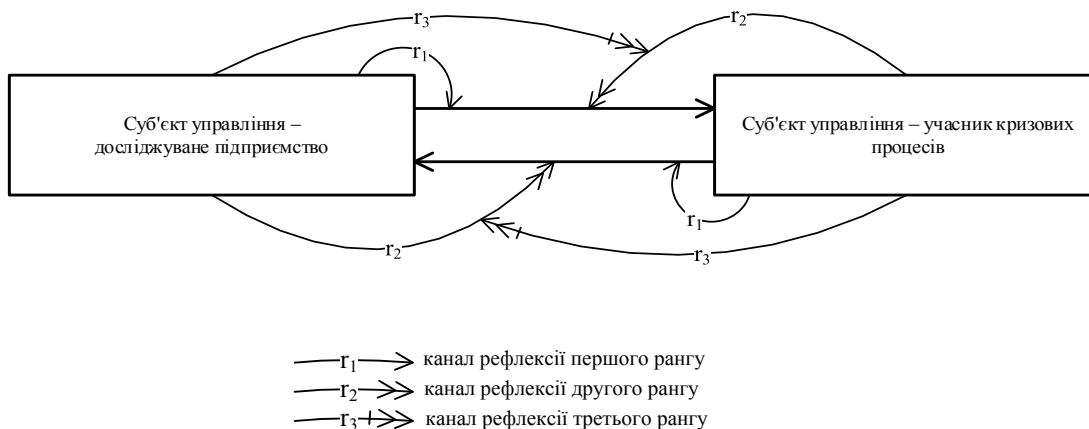 r3
r2
r1
Суб'єкт управління –
досліджуване підприємство
Суб'єкт управління – учасник кризових
процесів
r1
r2
r3
r1 канал рефлексії першого рангу
r2 канал рефлексії другого рангу
r3 канал рефлексії третього рангу